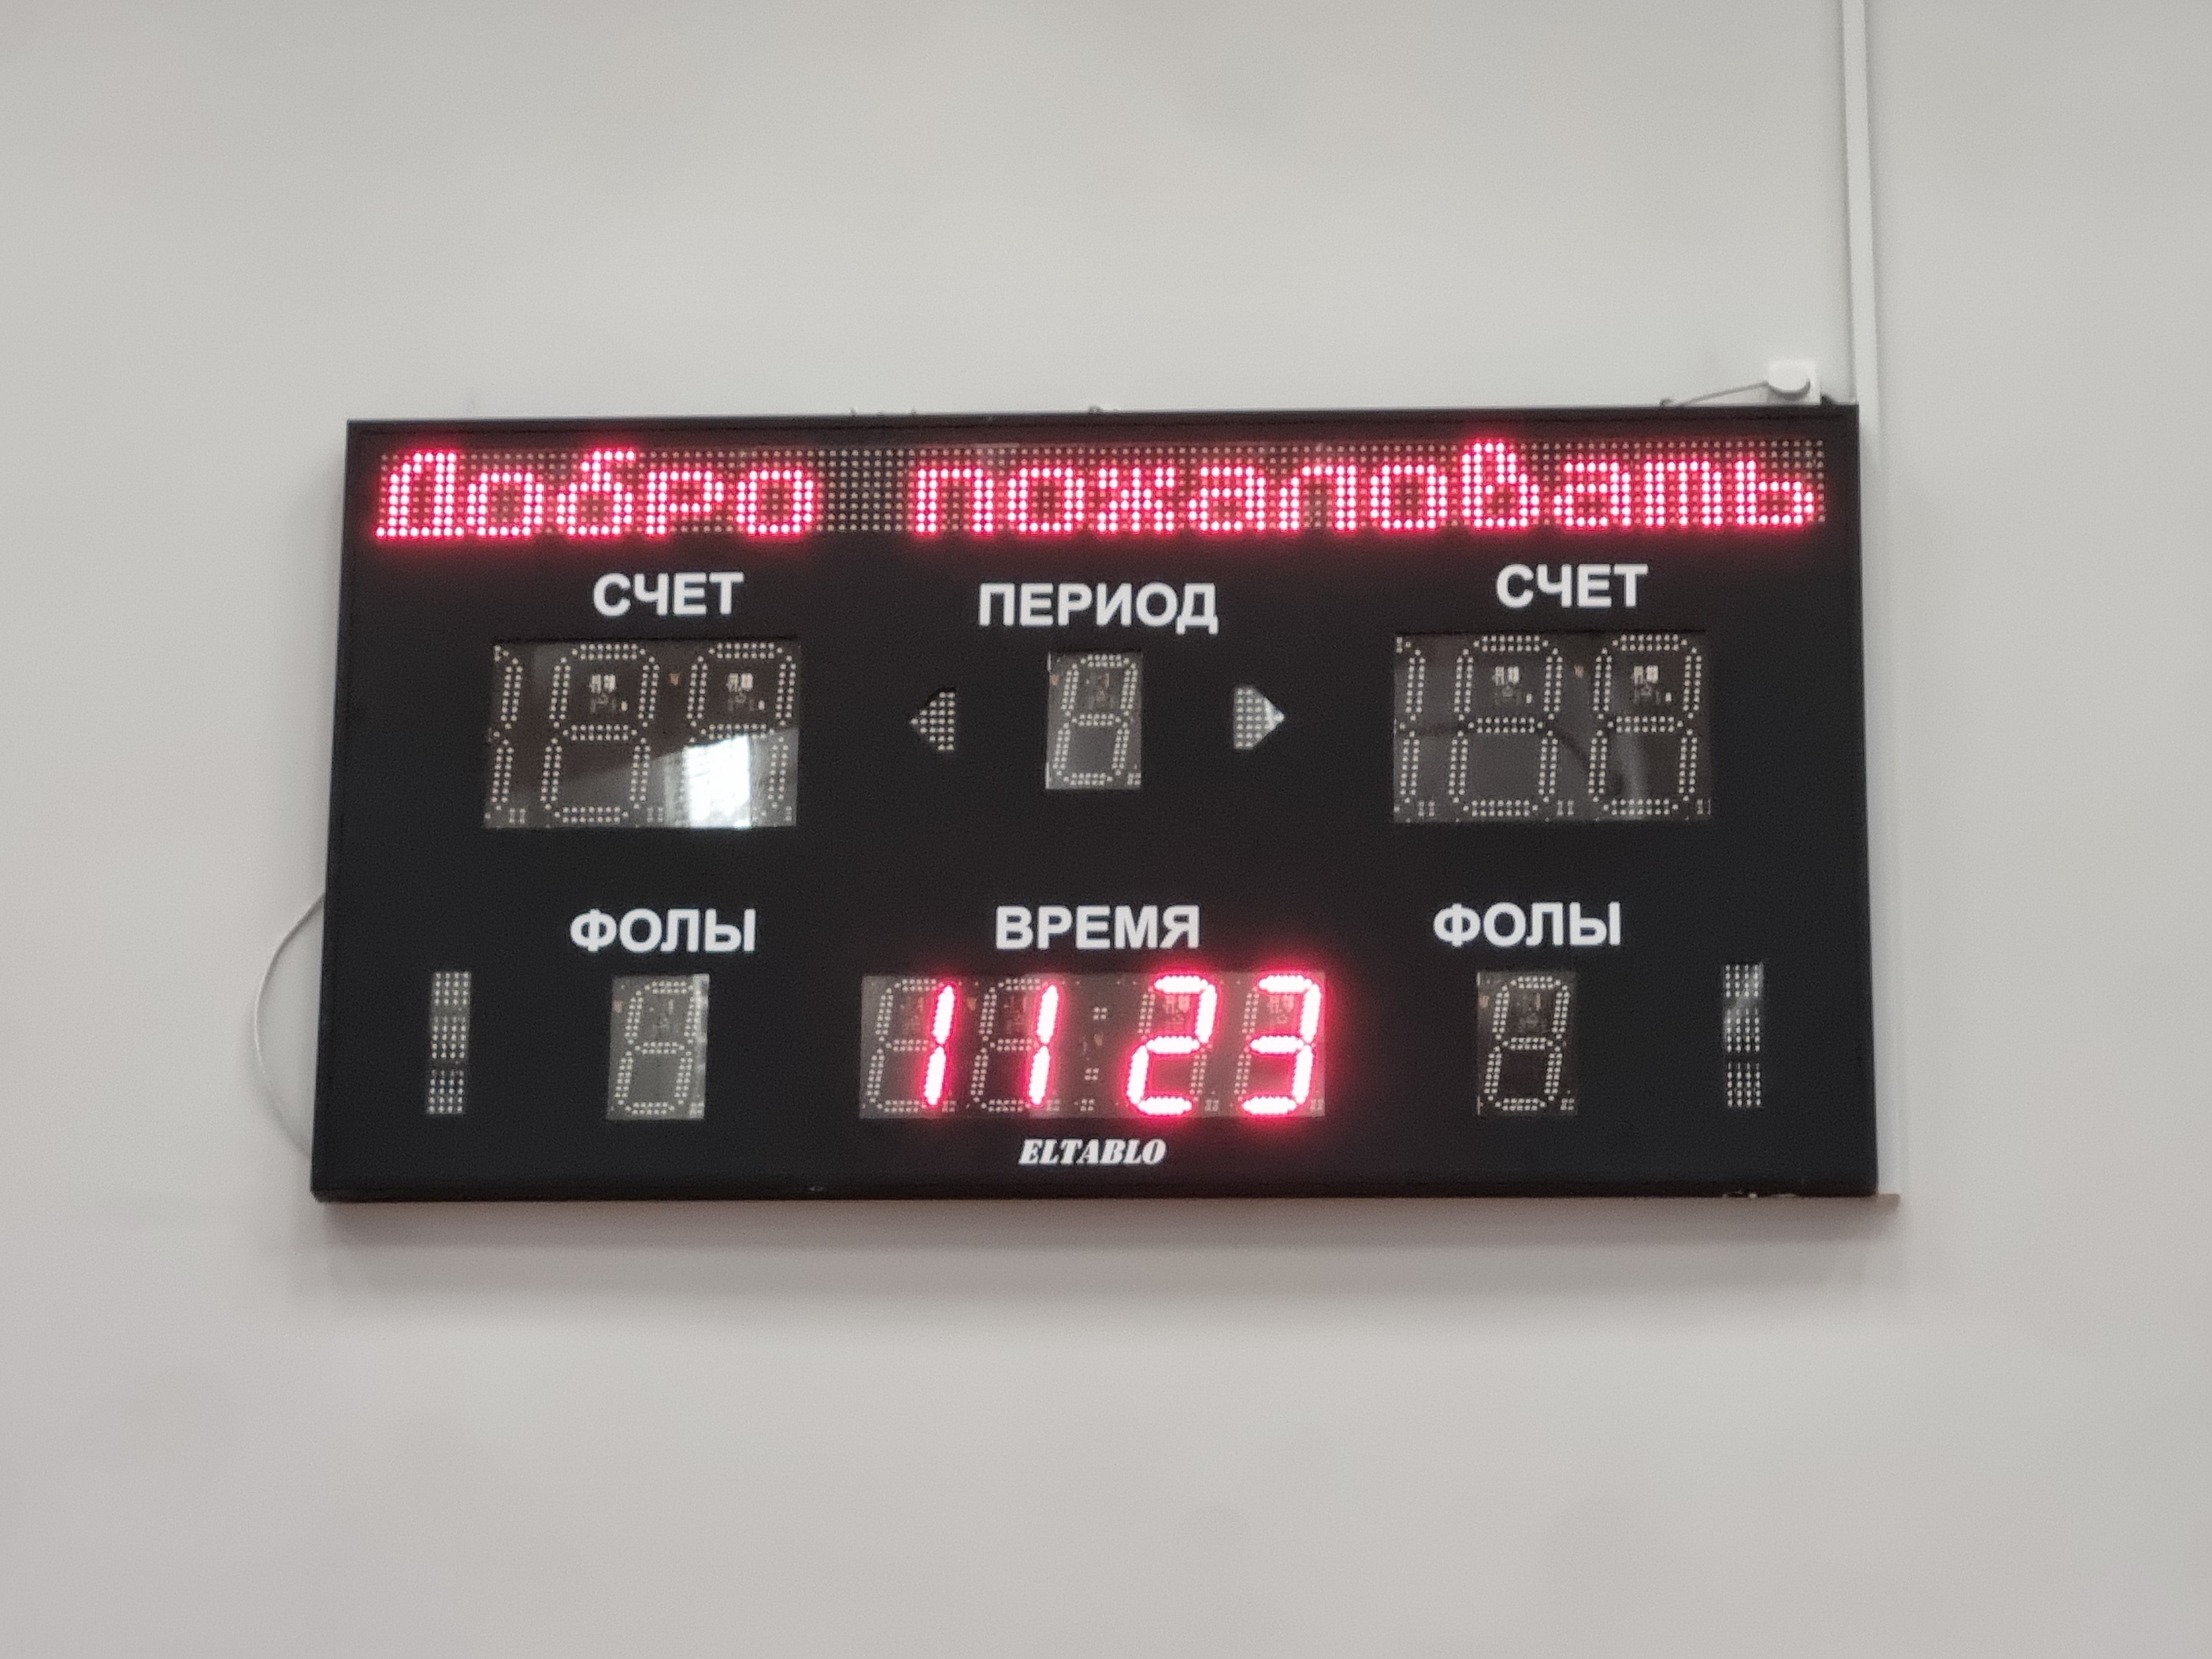 Добро пожаловать
СЧЕТ ПЕРИОД СЧЕТ
ФОЛЫ ВРЕМЯ ФОЛЫ
11 23
ELTABLO